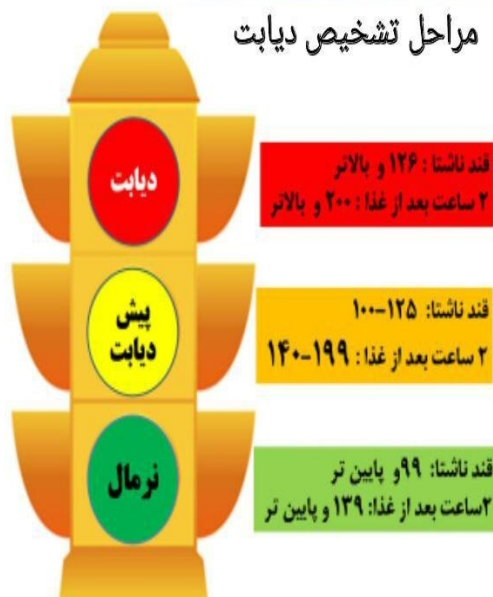 مراحل تشخیص دیابت
دیابت
قند ناشتا : ۱۲۶ و بالاتر
۲ ساعت بعد از غذا : ۲۰۰ و بالاتر
پیش
دیابت
قند ناشتا: ۱۲۵-۱۰۰
۲ ساعت بعد از غذا : ۱۹۹-۱۴۰
نرمال
قند ناشتا: ۹۹و پایین تر
۲ساعت بعد از غذا: ۱۳۹ و پایین تر